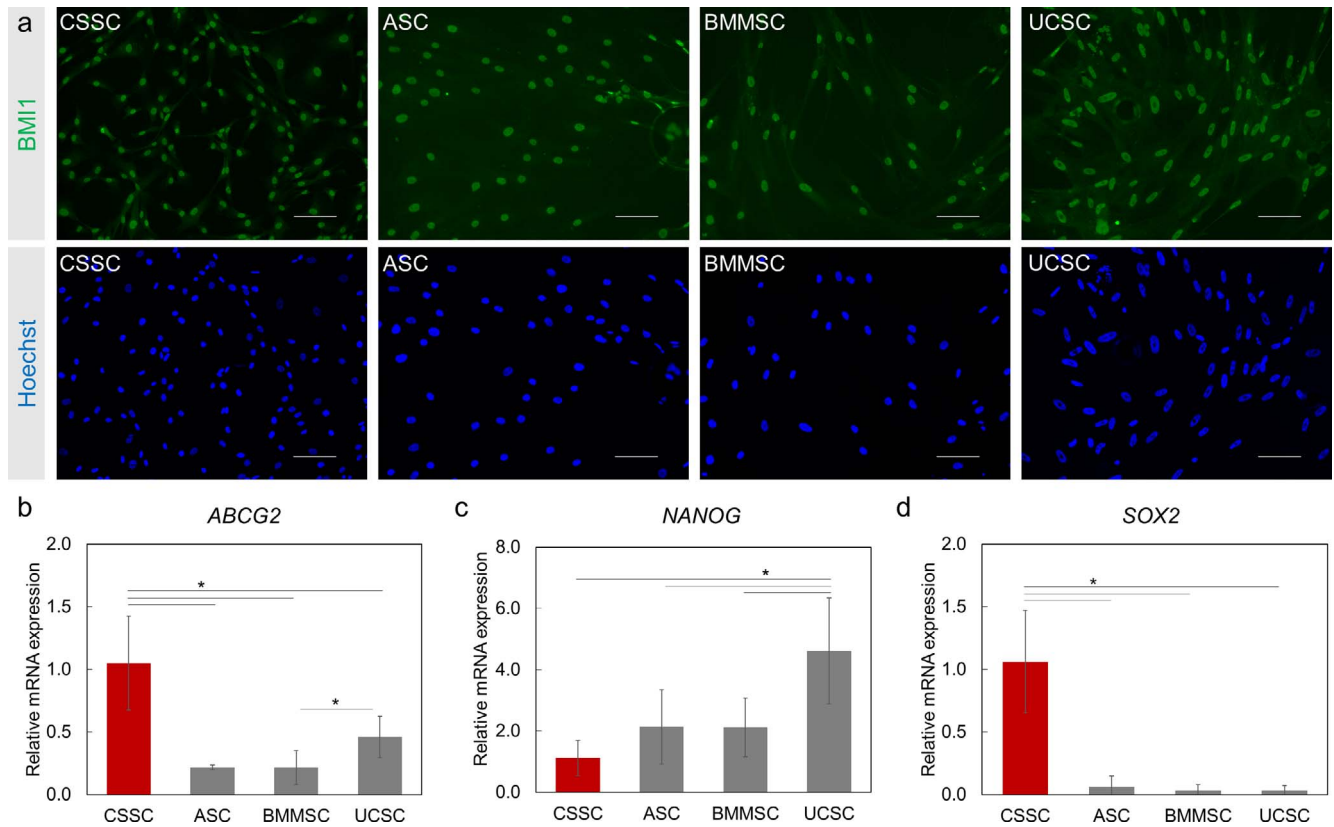 a
BMI1
CSSC
ASC
BMMSC
UCSC
Hoechst
CSSC
ASC
BMMSC
UCSC
b
ABCG2
Relative mRNA expression
2.0
1.5
1.0
0.5
0.0
*
*
CSSC ASC BMMSC UCSC
c
NANOG
Relative mRNA expression
8.0
6.0
4.0
2.0
0.0
*
CSSC ASC BMMSC UCSC
d
SOX2
Relative mRNA expression
2.0
1.5
1.0
0.5
0.0
*
CSSC ASC BMMSC UCSC